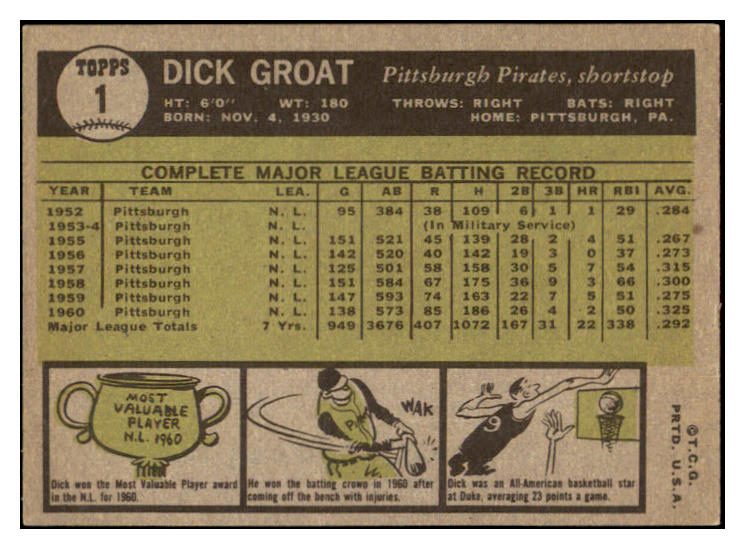 TOPPS
1
DICK GROAT Pittsburgh Pirates, shortstop
HT: 6'0" WT: 180 THROWS: RIGHT BATS: RIGHT
BORN: NOV. 4, 1930 HOME: PITTSBURGH, PA.
COMPLETE MAJOR LEAGUE BATTING RECORD
YEAR TEAM LEA. G AB R H 2B 3B HR RBI AVG.
1952 Pittsburgh N. L. 95 384 38 109 6 1 1 29 .284
1953-4 Pittsburgh N. L. (In Military Service)
1955 Pittsburgh N. L. 151 521 45 139 28 2 4 51 .267
1956 Pittsburgh N. L. 142 520 40 142 19 3 0 37 .273
1957 Pittsburgh N. L. 125 501 58 158 30 5 7 54 .315
1958 Pittsburgh N. L. 151 584 67 175 36 9 3 66 .300
1959 Pittsburgh N. L. 147 593 74 163 22 7 5 51 .275
1960 Pittsburgh N. L. 138 573 85 186 26 4 2 50 .325
Major League Totals 7 Yrs. 949 3676 407 1072 167 31 22 338 .292
MOST
VALUABLE
PLAYER
N.L. 1960
Dick won the Most Valuable Player award
in the N.L. for 1960.
WAK
He won the batting crown in 1960 after
coming off the bench with injuries.
9
Dick was an All-American basketball star
at Duke, averaging 23 points a game.
©T.C.G.
PRTD. U.S.A.